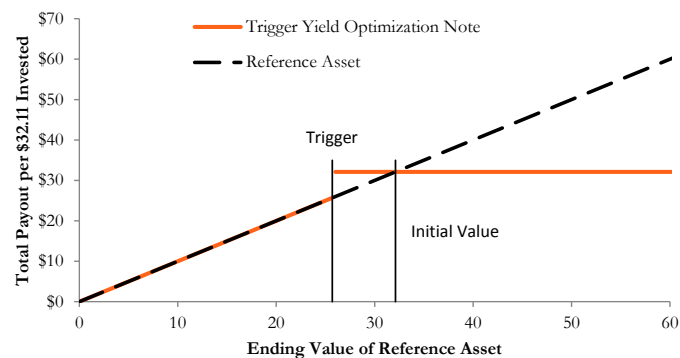 Trigger Yield Optimization Note
Reference Asset
Total Payout per $32.11 Invested
$70
$60
$50
$40
$30
$20
$10
$0
Trigger
Initial Value
0
10
20
30
40
50
60
Ending Value of Reference Asset